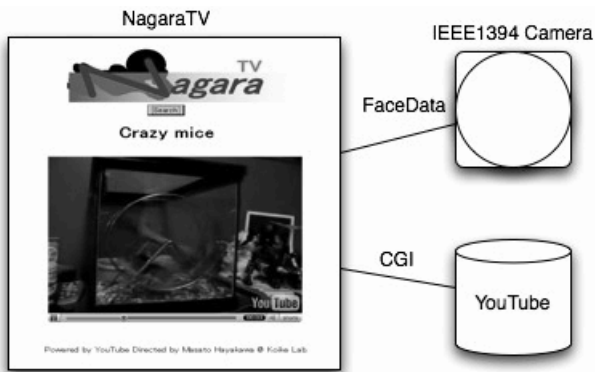 NagaraTV
IEEE1394 Camera
TV
Nagara
Search
Crazy mice
FaceData
CGI
YouTube
YouTube
Powered by YouTube Directed by Masato Hayakawa @ Koike Lab.